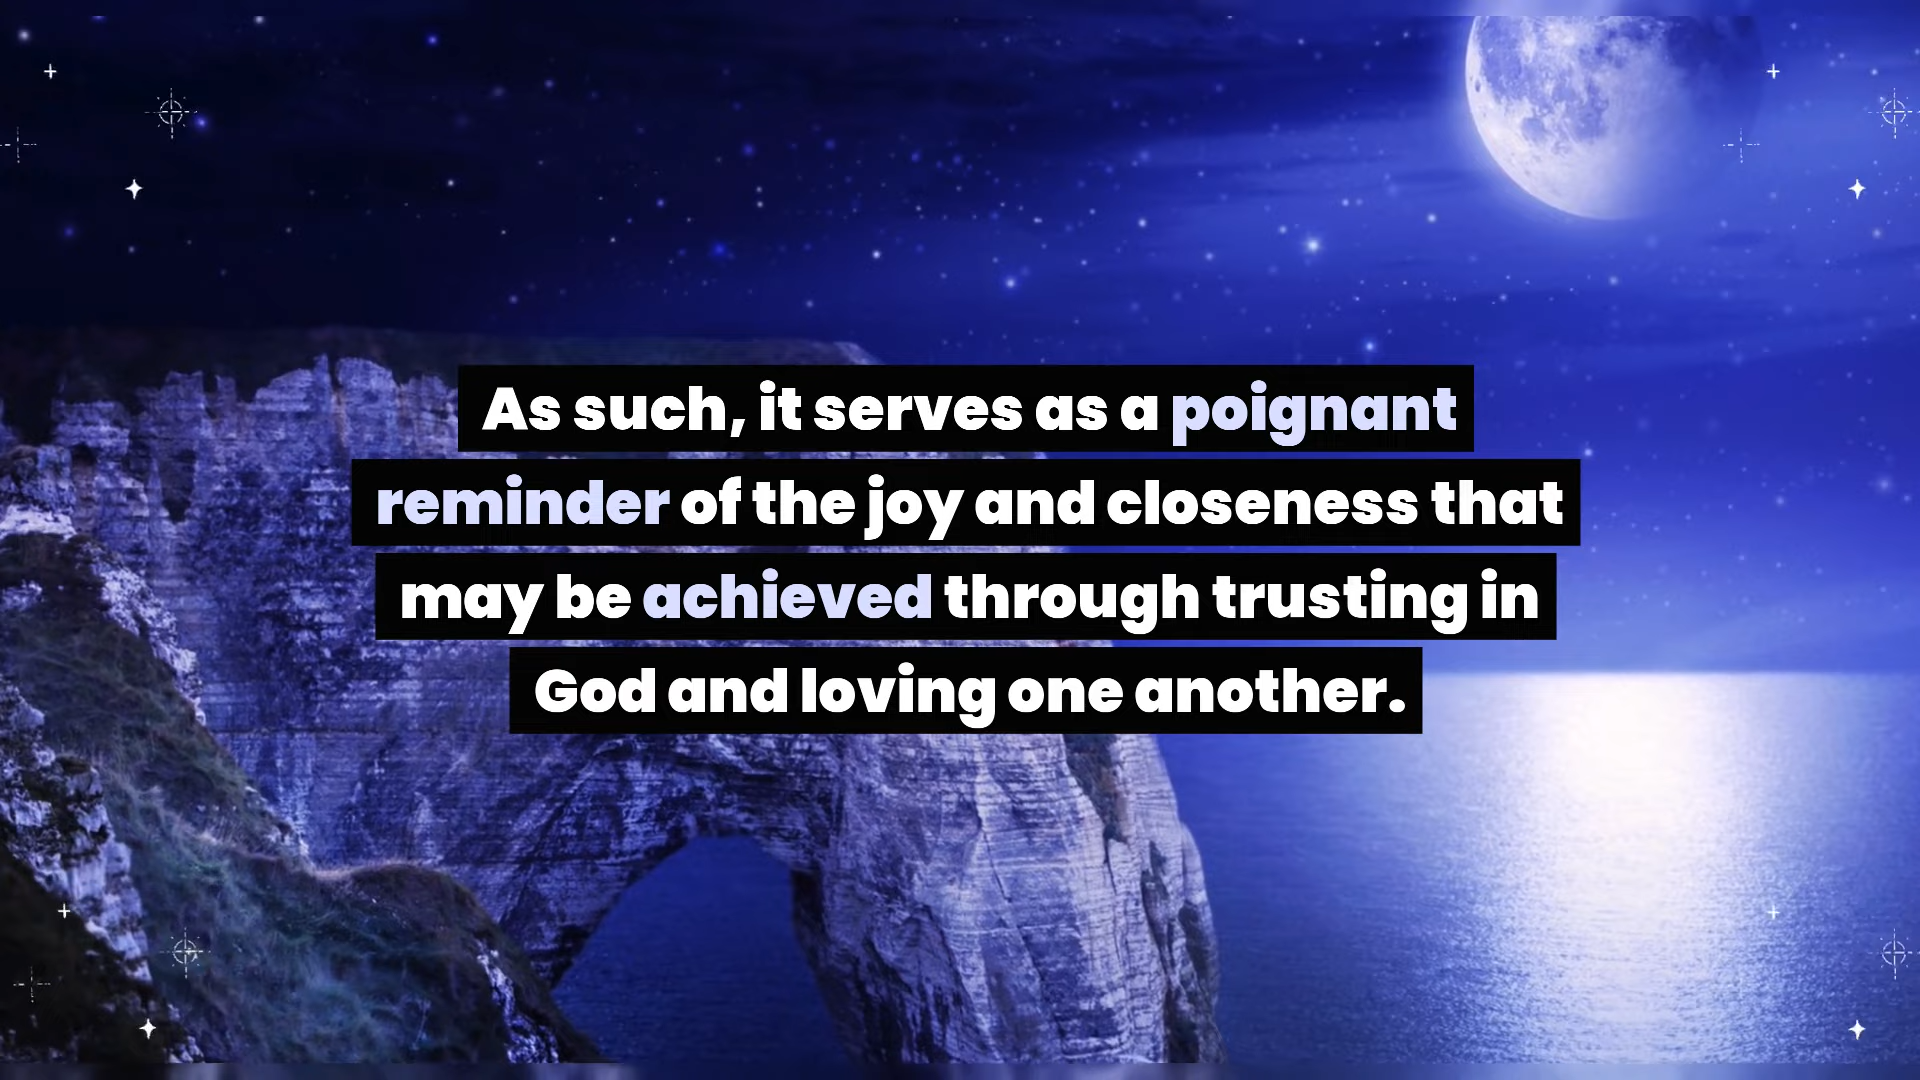 As such, it serves as a poignant
reminder of the joy and closeness that
may be achieved through trusting in
God and loving one another.